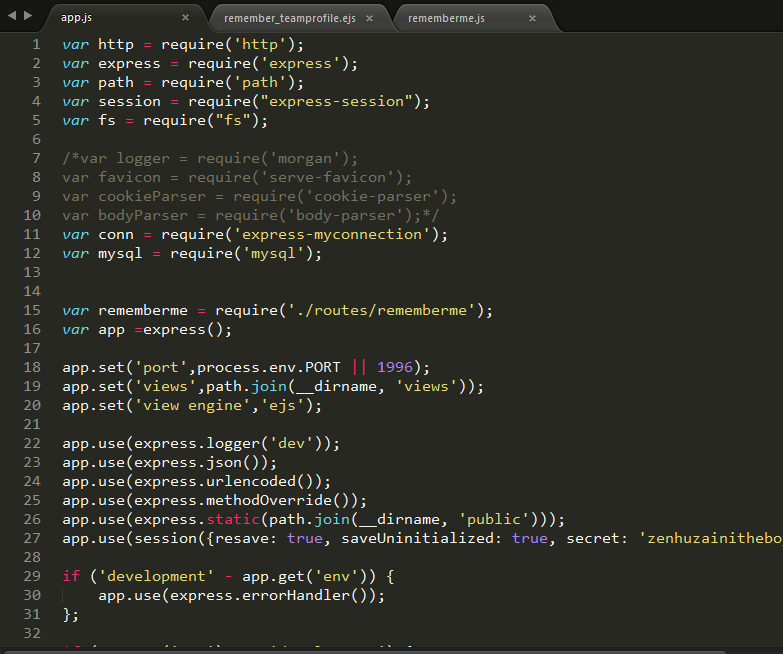 app.js
remember_teamprofile.ejs
rememberme.js
1 var http = require('http');
2 var express = require('express');
3 var path = require('path');
4 var session = require("express-session");
5 var fs = require("fs");
6
7 /*var logger = require('morgan');
8 var favicon = require('serve-favicon');
9 var cookieParser = require('cookie-parser');
10 var bodyParser = require('body-parser');*/
11 var conn = require('express-myconnection');
12 var mysql = require('mysql');
13
14
15 var rememberme = require('./routes/rememberme');
16 var app =express();
17
18 app.set('port',process.env.PORT || 1996);
19 app.set('views',path.join(__dirname, 'views'));
20 app.set('view engine','ejs');
21
22 app.use(express.logger('dev'));
23 app.use(express.json());
24 app.use(express.urlencoded());
25 app.use(express.methodOverride());
26 app.use(express.static(path.join(__dirname, 'public')));
27 app.use(session({resave: true, saveUninitialized: true, secret: 'zenhuzainithebo
28
29 if ('development' - app.get('env')) {
30 app.use(express.errorHandler());
31 };
32